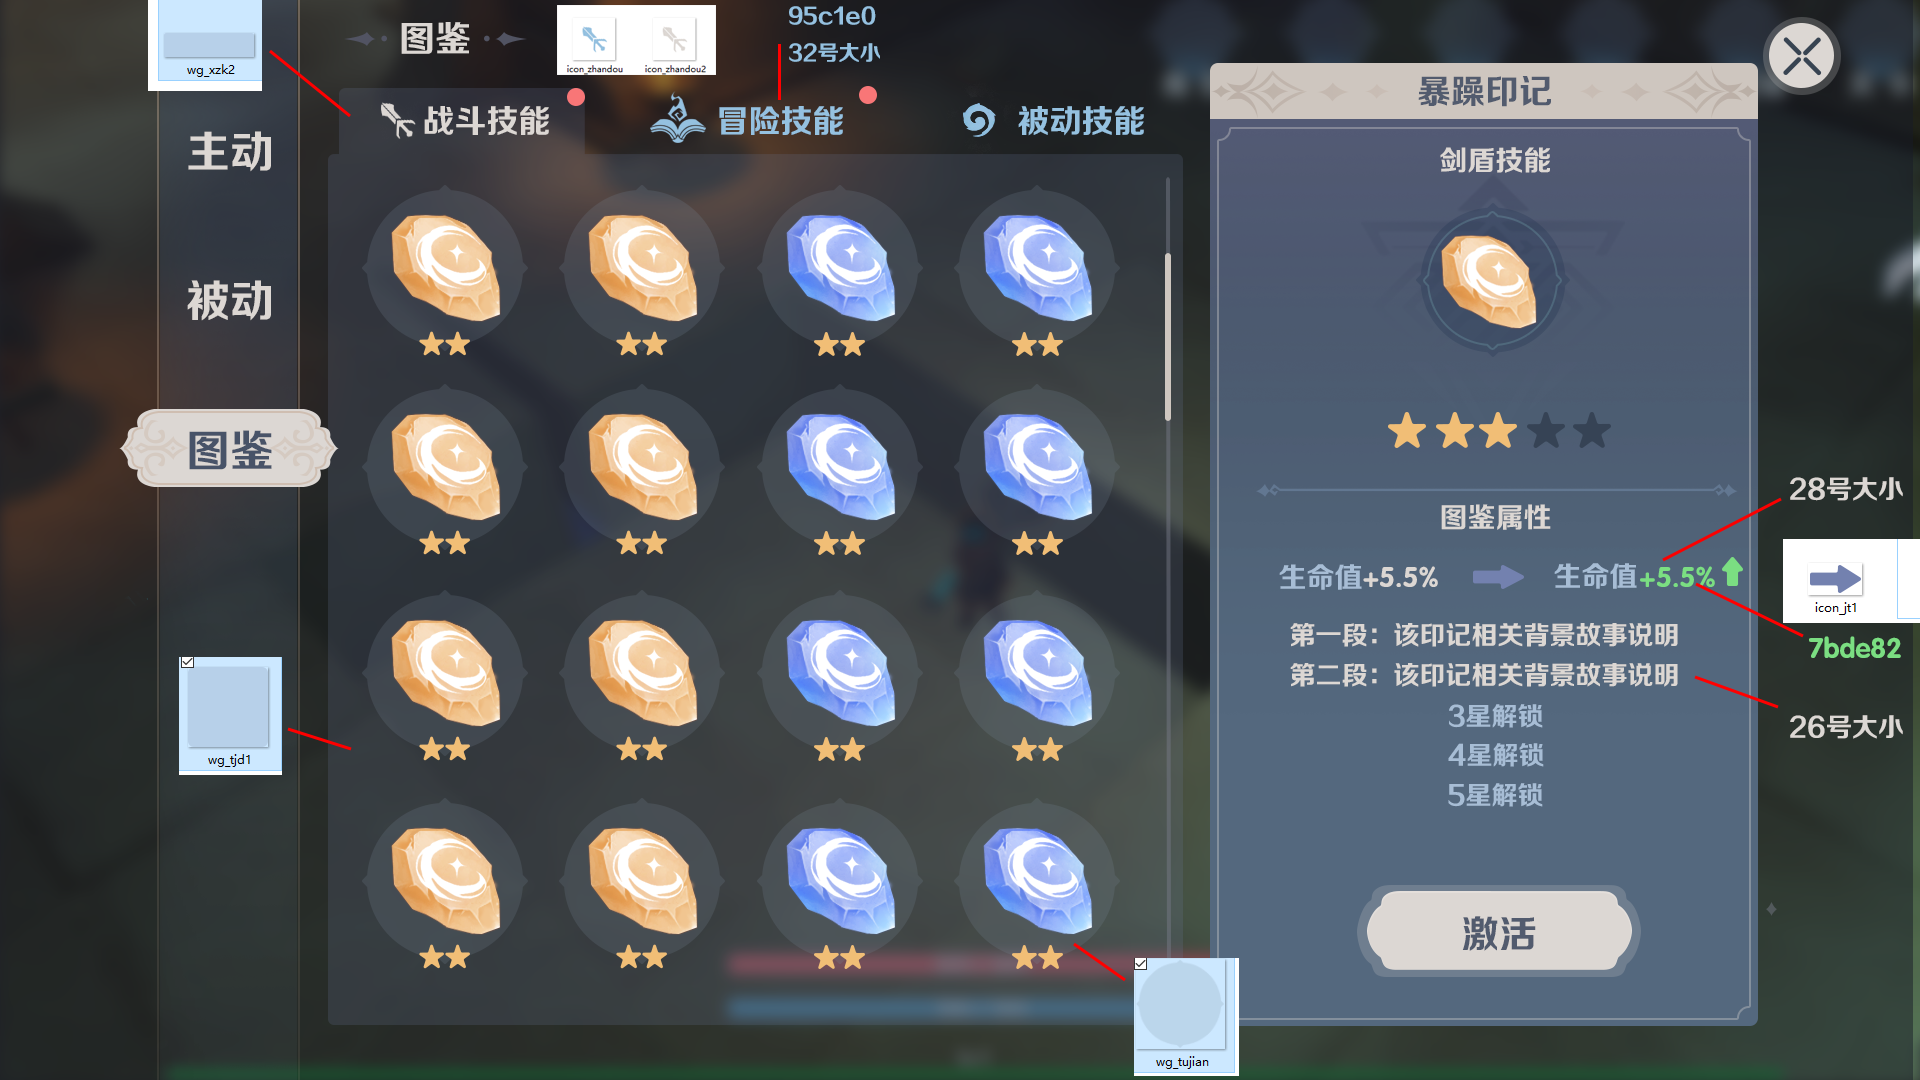 wg_xzk2
图鉴
icon_zhandou
icon_zhandou2
95c1e0
32号大小
战斗技能
冒险技能
被动技能
主动
被动
图鉴
wg_tjd1
wg_tujian
暴躁印记
剑盾技能
图鉴属性
生命值+5.5%
生命值+5.5%
第一段：该印记相关背景故事说明
第二段：该印记相关背景故事说明
3星解锁
4星解锁
5星解锁
激活
28号大小
icon_jt1
7bde82
26号大小